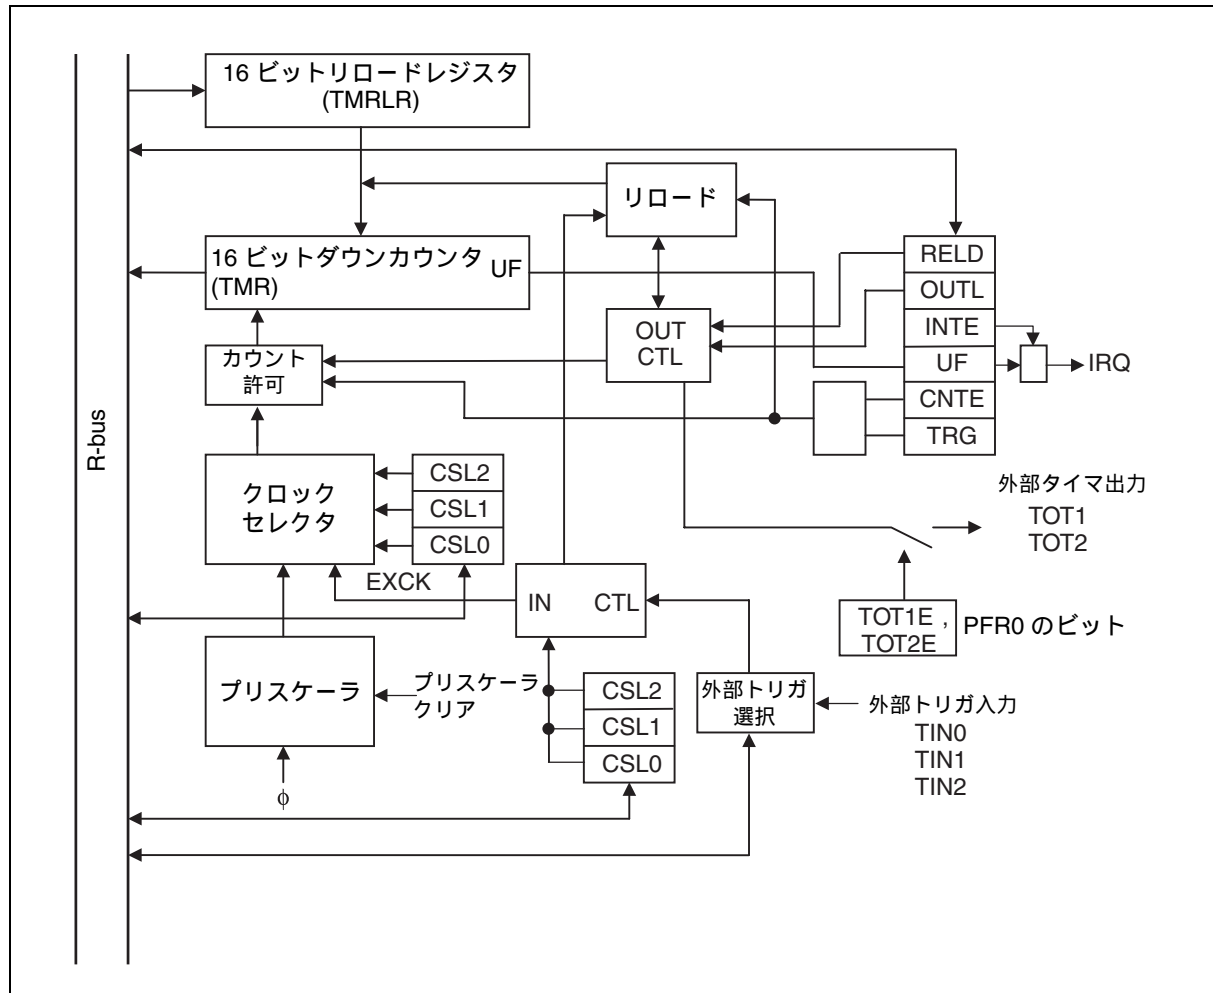 16 ビットリロードレジスタ
(TMRLR)
リロード
16 ビットダウンカウンタ
(TMR)
UF
RELD
OUTL
INTE
UF
CNTE
TRG
IRQ
OUT
CTL
カウント
許可
R-bus
クロック
セレクタ
CSL2
CSL1
CSL0
外部タイマ出力
TOT1
TOT2
EXCK
IN CTL
TOT1E ,
TOT2E
PFR0 のビット
プリスケーラ
プリスケーラ
クリア
CSL2
CSL1
CSL0
外部トリガ
選択
外部トリガ入力
TIN0
TIN1
TIN2
φ